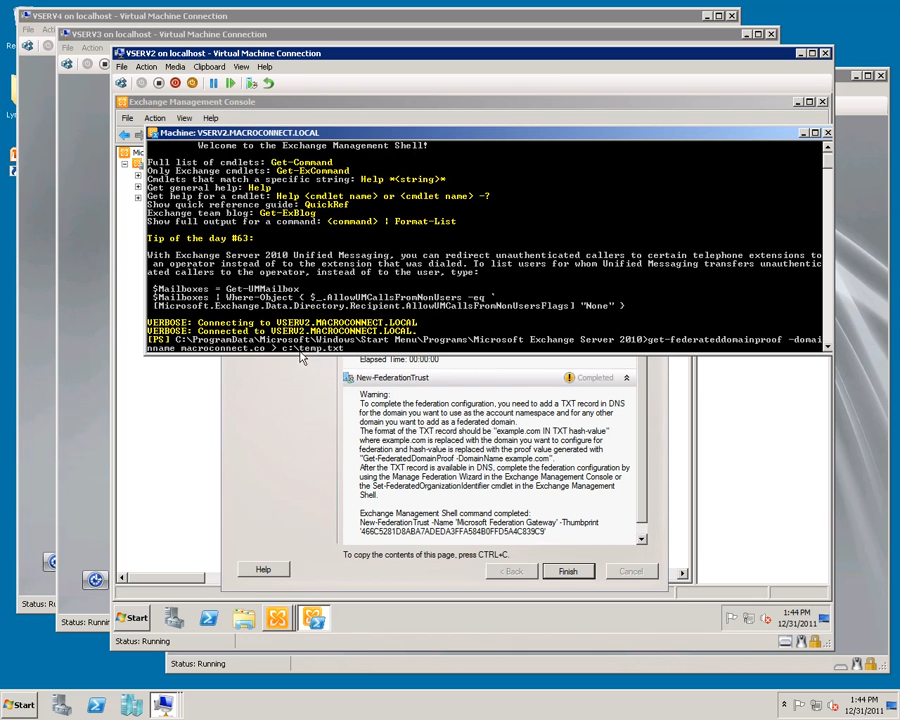 VSERV4 on localhost - Virtual Machine Connection
File
VSERV3 on localhost - Virtual Machine Connection
File Action
VSERV2 on localhost - Virtual Machine Connection
File Action Media Clipboard View Help
Exchange Management Console
File Action View Help
Machine: VSERV2.MACROCONNECT.LOCAL
Welcome to the Exchange Management Shell!
Full list of cmdlets: Get-Command
Only Exchange cmdlets: Get-ExCommand
Cmdlets that match a specific string: Help *<string>*
Get general help: Help
Get help for a cmdlet: Help <cmdlet name> or <cmdlet name> -?
Show quick reference guide: QuickRef
Exchange team blog: Get-ExBlog
Show full output for a command: <command> | Format-List
Tip of the day #63:
With Exchange Server 2010 Unified Messaging, you can redirect unauthenticated callers to certain telephone extensions to
an operator instead of to the extension that was dialed. To list users for whom Unified Messaging transfers unauthentic
ated callers to the operator, instead of to the user, type:
$Mailboxes = Get-UMMailbox
$Mailboxes | Where-Object { $_.AllowUMCallsFromNonUsers -eq `
[Microsoft.Exchange.Data.Directory.Recipient.AllowUMCallsFromNonUsersFlags] "None" }
VERBOSE: Connecting to VSERV2.MACROCONNECT.LOCAL
VERBOSE: Connected to VSERV2.MACROCONNECT.LOCAL.
[PS] C:\ProgramData\Microsoft\Windows\Start Menu\Programs\Microsoft Exchange Server 2010>get-federateddomainproof -domai
nname macroconnect.co > c:\temp.txt
Elapsed Time: 00:00:00
New-FederationTrust Completed
Warning:
To complete the federation configuration, you need to add a TXT record in DNS
for the domain you want to use as the account namespace and for any other
domain you want to add as a federated domain.
The format of the TXT record should be "example.com IN TXT hash-value"
where example.com is replaced with the domain you want to configure for
federation and hash-value is replaced with the proof value generated with
"Get-FederatedDomainProof -DomainName example.com".
After the TXT record is available in DNS, complete the federation configuration by
using the Manage Federation Wizard in the Exchange Management Console or
the Set-FederatedOrganizationIdentifier cmdlet in the Exchange Management
Shell.
Exchange Management Shell command completed:
New-FederationTrust -Name 'Microsoft Federation Gateway' -Thumbprint
'466C5281D8ABA7ADEDA3FFA584B0FFD5A4C839C9'
To copy the contents of this page, press CTRL+C.
Help < Back Finish Cancel
Start
1:44 PM
12/31/2011
Status: Running
Status: Running
Start
1:44 PM
12/31/2011